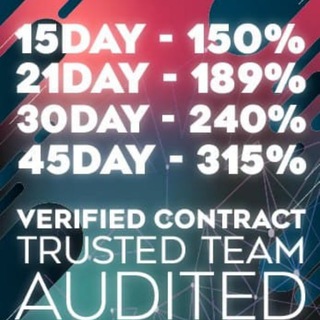 15DAY - 150%
21DAY - 189%
30DAY - 240%
45DAY - 315%
VERIFIED CONTRACT
TRUSTED TEAM
AUDITED